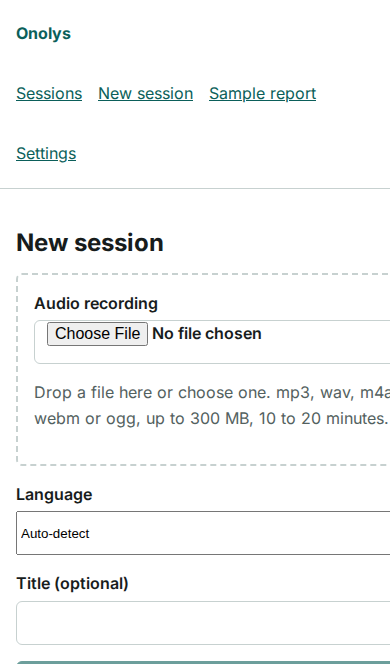 Onolys
Sessions New session Sample report
Settings
New session
Audio recording
Choose File No file chosen
Drop a file here or choose one. mp3, wav, m4a
webm or ogg, up to 300 MB, 10 to 20 minutes.
Language
Auto-detect
Title (optional)